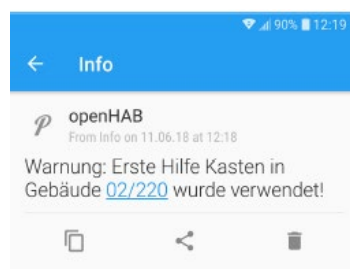 90% 12:19
Info
openHAB
From Info on 11.06.18 at 12:18
Warnung: Erste Hilfe Kasten in
Gebäude 02/220 wurde verwendet!